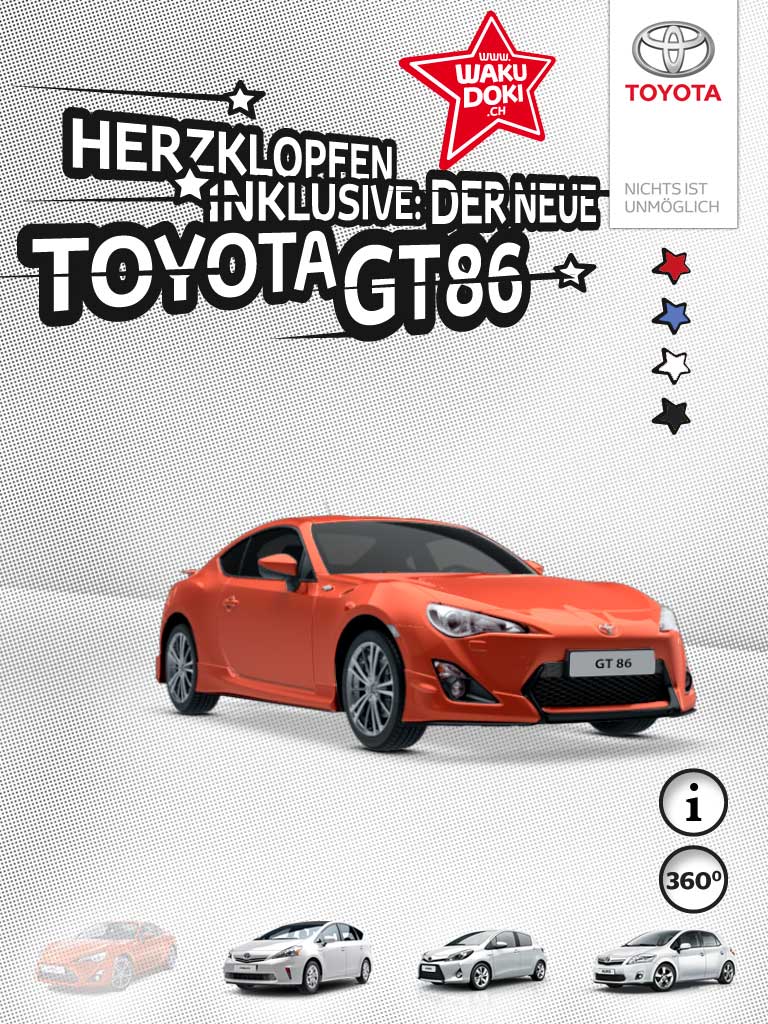 WWW.
WAKU
DOKI
.CH
TOYOTA
HERZKLOPFEN
INKLUSIVE: DER NEUE
TOYOTA GT86
NICHTS IST
UNMÖGLICH
GT 86
i
360°